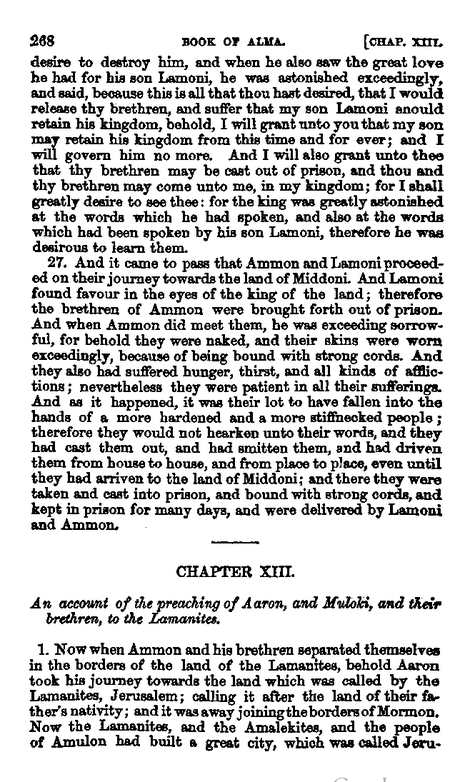 268 BOOK OF ALMA. [CHAP. XIII.
desire to destroy him, and when he also saw the great love
he had for his son Lamoni, he was astonished exceedingly,
and said, because this is all that thou hast desired, that I would
release thy brethren, and suffer that my son Lamoni should
retain his kingdom, behold, I will grant unto you that my son
may retain his kingdom from this time and for ever; and I
will govern him no more. And I will also grant unto thee
that thy brethren may be cast out of prison, and thou and
thy brethren may come unto me, in my kingdom; for I shall
greatly desire to see thee: for the king was greatly astonished
at the words which he had spoken, and also at the words
which had been spoken by his son Lamoni, therefore he was
desirous to learn them.
27. And it came to pass that Ammon and Lamoni proceed-
ed on their journey towards the land of Middoni. And Lamoni
found favour in the eyes of the king of the land; therefore
the brethren of Ammon were brought forth out of prison.
And when Ammon did meet them, he was exceeding sorrow-
ful, for behold they were naked, and their skins were worn
exceedingly, because of being bound with strong cords. And
they also had suffered hunger, thirst, and all kinds of afflic-
tions; nevertheless they were patient in all their sufferings.
And as it happened, it was their lot to have fallen into the
hands of a more hardened and a more stiffnecked people;
therefore they would not hearken unto their words, and they
had cast them out, and had smitten them, and had driven
them from house to house, and from place to place, even until
they had arriven to the land of Middoni; and there they were
taken and cast into prison, and bound with strong cords, and
kept in prison for many days, and were delivered by Lamoni
and Ammon.
CHAPTER XIII.
An account of the preaching of Aaron, and Muloki, and their
brethren, to the Lamanites.
1. Now when Ammon and his brethren separated themselves
in the borders of the land of the Lamanites, behold Aaron
took his journey towards the land which was called by the
Lamanites, Jerusalem; calling it after the land of their fa-
ther's nativity; and it was away joining the borders of Mormon.
Now the Lamanites, and the Amalekites, and the people
of Amulon had built a great city, which was called Jeru-